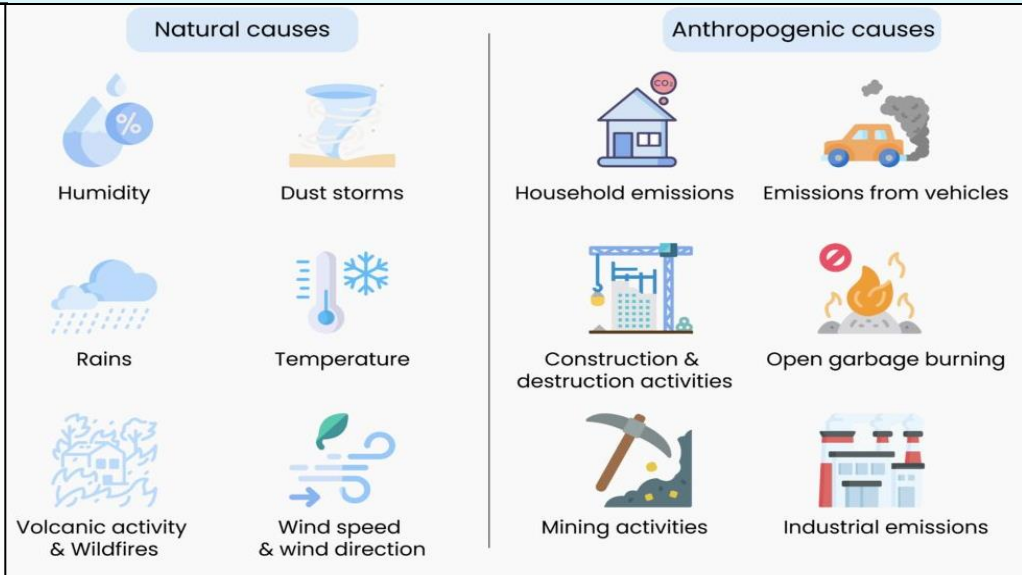 Natural causes
Humidity
Dust storms
Rains
Temperature
Volcanic activity
& Wildfires
Wind speed
& wind direction
Anthropogenic causes
CO₂
Household emissions
Emissions from vehicles
Construction &
destruction activities
Open garbage burning
Mining activities
Industrial emissions
%